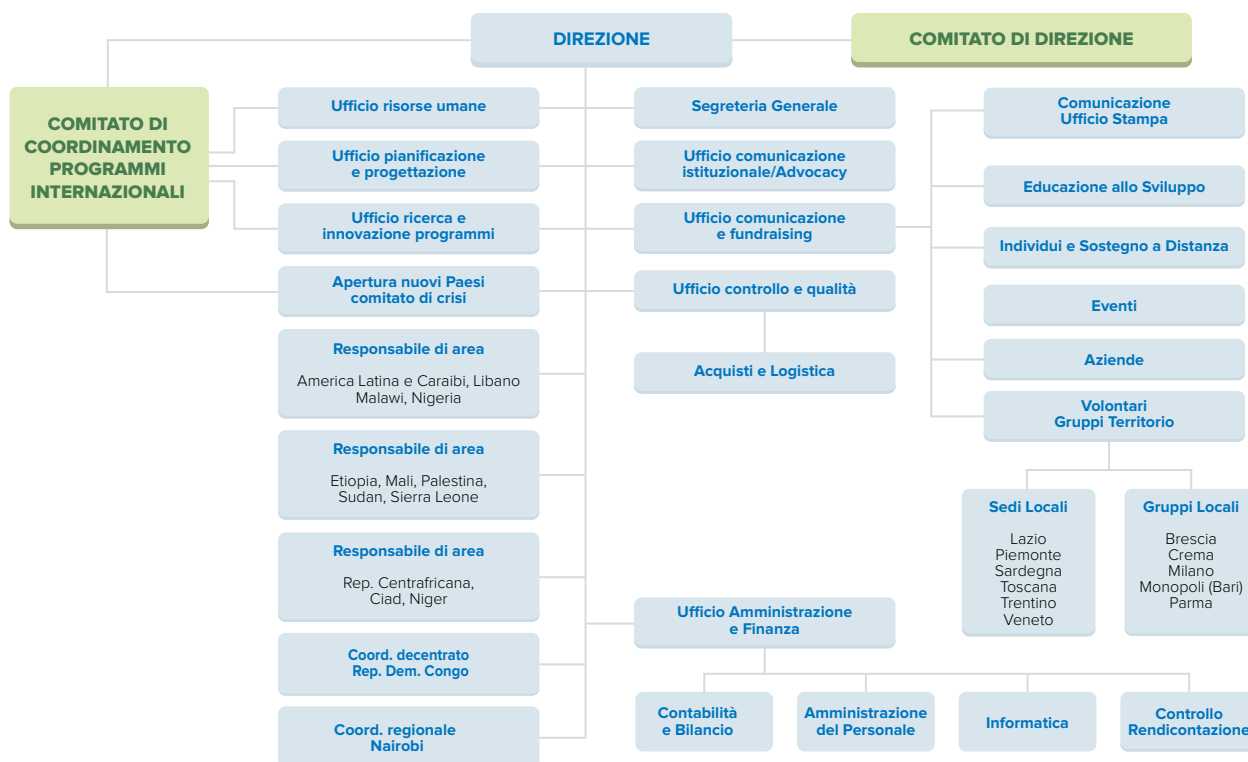 DIREZIONE
COMITATO DI DIREZIONE
COMITATO DI
COORDINAMENTO
PROGRAMMI
INTERNAZIONALI
Ufficio risorse umane
Ufficio pianificazione
e progettazione
Ufficio ricerca e
innovazione programmi
Apertura nuovi Paesi
comitato di crisi
Responsabile di area
America Latina e Caraibi, Libano
Malawi, Nigeria
Responsabile di area
Etiopia, Mali, Palestina,
Sudan, Sierra Leone
Responsabile di area
Rep. Centrafricana,
Ciad, Niger
Coord. decentrato
Rep. Dem. Congo
Coord. regionale
Nairobi
Segreteria Generale
Ufficio comunicazione
istituzionale/Advocacy
Ufficio comunicazione
e fundraising
Ufficio controllo e qualità
Acquisti e Logistica
Comunicazione
Ufficio Stampa
Educazione allo Sviluppo
Individui e Sostegno a Distanza
Eventi
Aziende
Volontari
Gruppi Territorio
Sedi Locali
Lazio
Piemonte
Sardegna
Toscana
Trentino
Veneto
Gruppi Locali
Brescia
Crema
Milano
Monopoli (Bari)
Parma
Ufficio Amministrazione
e Finanza
Contabilità
e Bilancio
Amministrazione
del Personale
Informatica
Controllo
Rendicontazione